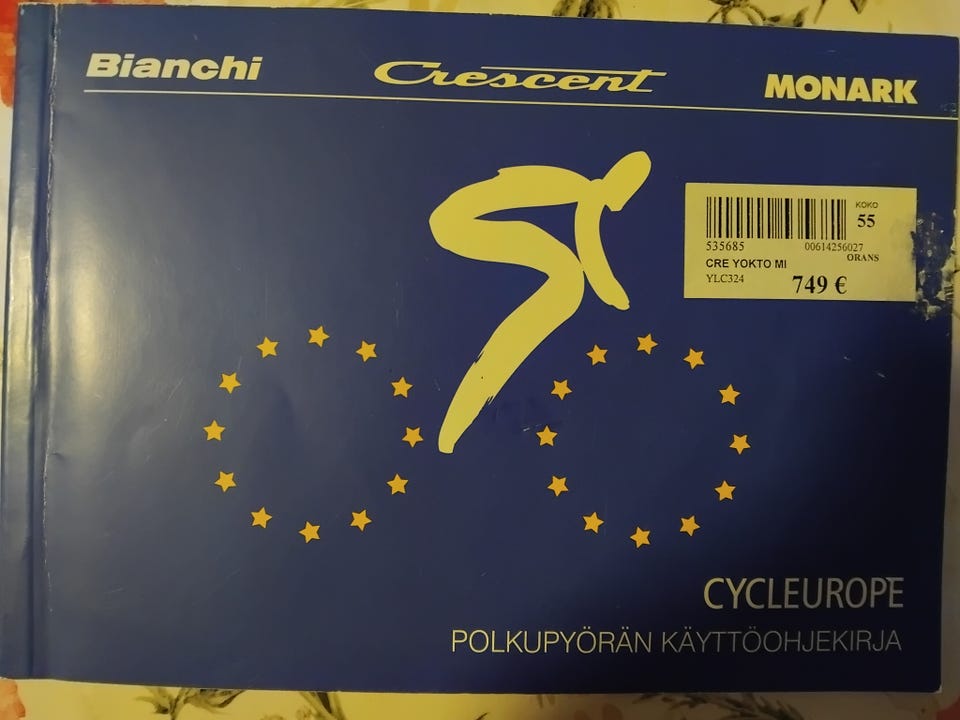 Bianchi Crescent MONARK
KOKO
55
535685 00614256027
ORANS
CRE YOKTO MI
YLC324 749 €
CYCLEUROPE
POLKUPYÖRÄN KÄYTTÖOHJEKIRJA